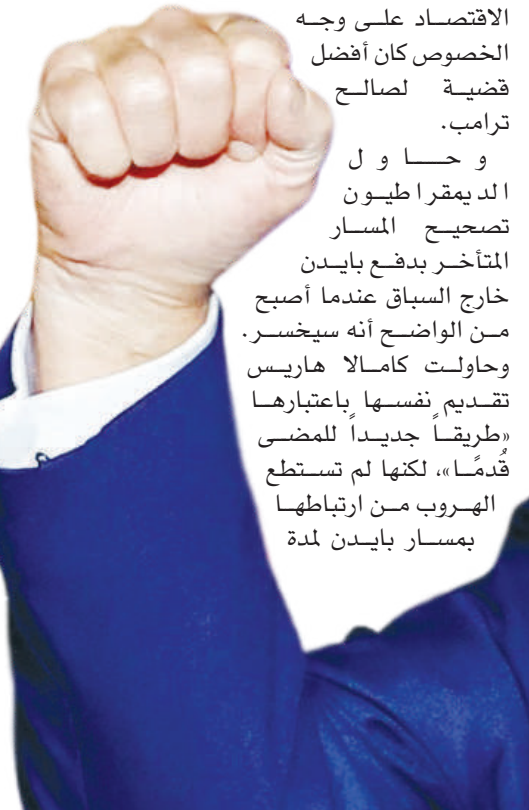 الاقتصاد على وجه
الخصوص كان أفضل
قضية لصالح
ترامب.
وحاول
الديمقراطيون
تصحيح المسار
المتأخر بدفع بايدن
خارج السباق عندما أصبح
من الواضح أنه سيخسر.
وحاولت كامالا هاريس
تقديم نفسها باعتبارها
«طريقاً جديداً للمضى
قُدمًا»، لكنها لم تستطع
الهروب من ارتباطها
بمسار بايدن لمدة